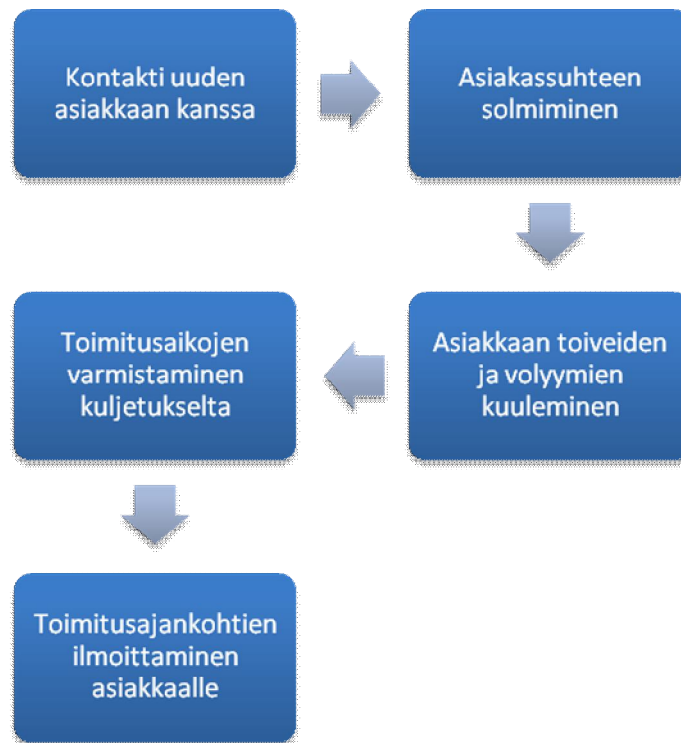 Kontakti uuden
asiakkaan kanssa
Asiakassuhteen
solmiminen
Asiakkaan toiveiden
ja volyymien
kuuleminen
Toimitusaikojen
varmistaminen
kuljetukselta
Toimitusajankohtien
ilmoittaminen
asiakkaalle